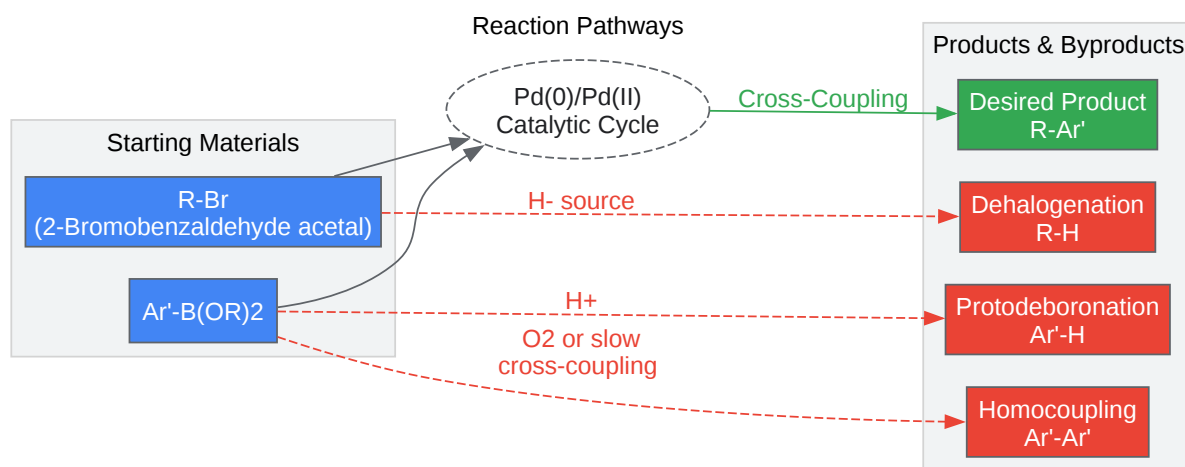 Reaction Pathways
Products & Byproducts
Pd(0)/Pd(II)
Catalytic Cycle
Cross-Coupling
Desired Product
R-Ar'
Starting Materials
R-Br
(2-Bromobenzaldehyde acetal)
H- source
Dehalogenation
R-H
Ar'-B(OR)2
H+
Protodeboronation
Ar'-H
O2 or slow
cross-coupling
Homocoupling
Ar'-Ar'